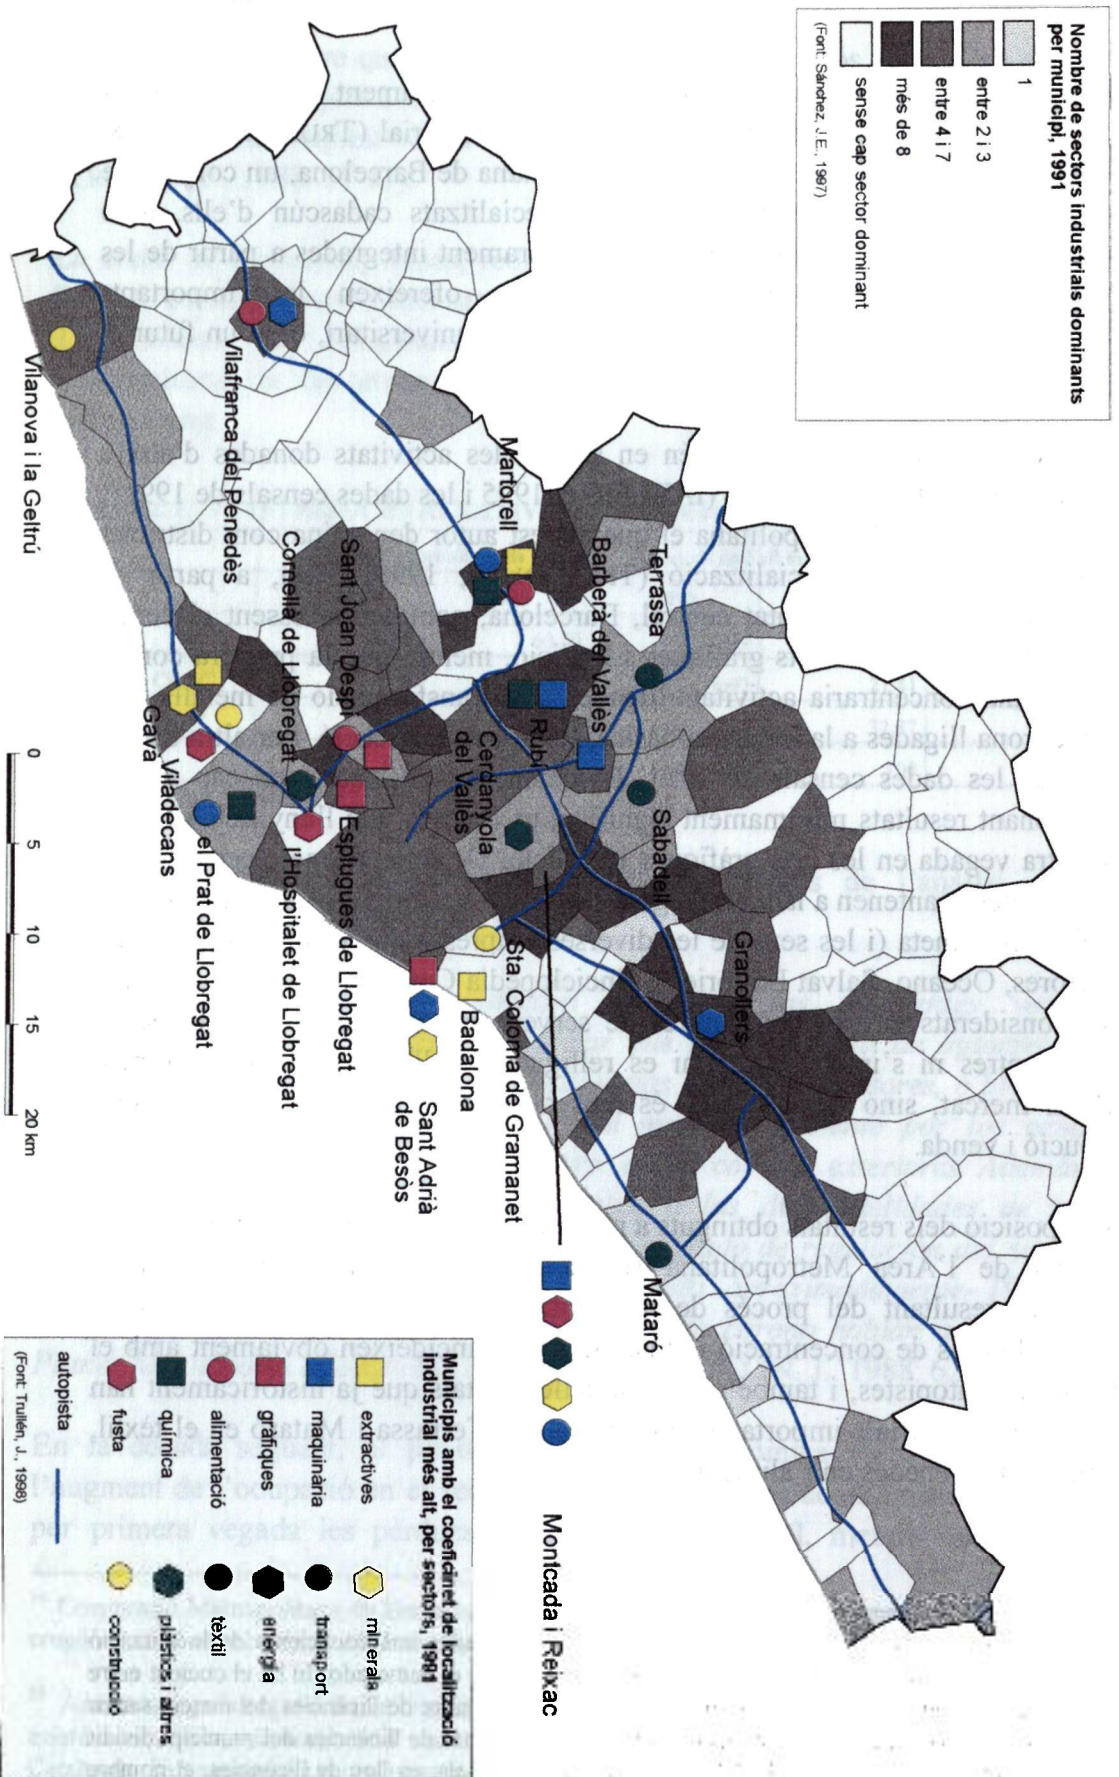 Nombre de sectors industrials dominants
per municipi, 1991
1
entre 2 i 3
entre 4 i 7
més de 8
sense cap sector dominant
(Font: Sánchez, J.E., 1997)
Vilanova i la Geltrú
Vilafranca del Penedès
Martorell
Sant Joan Despí
Cornellà de Llobregat
Gavà
Viladecans
el Prat de Llobregat
l'Hospitalet de Llobregat
Esplugues de Llobregat
Terrassa
Barberà del Vallès
Rubí
Cerdanyola
del Vallès
Sabadell
Granollers
Sta. Coloma de Gramanet
Badalona
Sant Adrià
de Besòs
Mataró
Montcada i Reixac
0
5
10
15
20 km
Municipis amb el coeficinet de localització
industrial més alt, per sectors, 1991
extractives
maquinària
gràfiques
alimentació
química
fusta
minerals
transport
energia
tèxtil
plàstics i altres
construcció
autopista
(Font: Trullén, J., 1998)